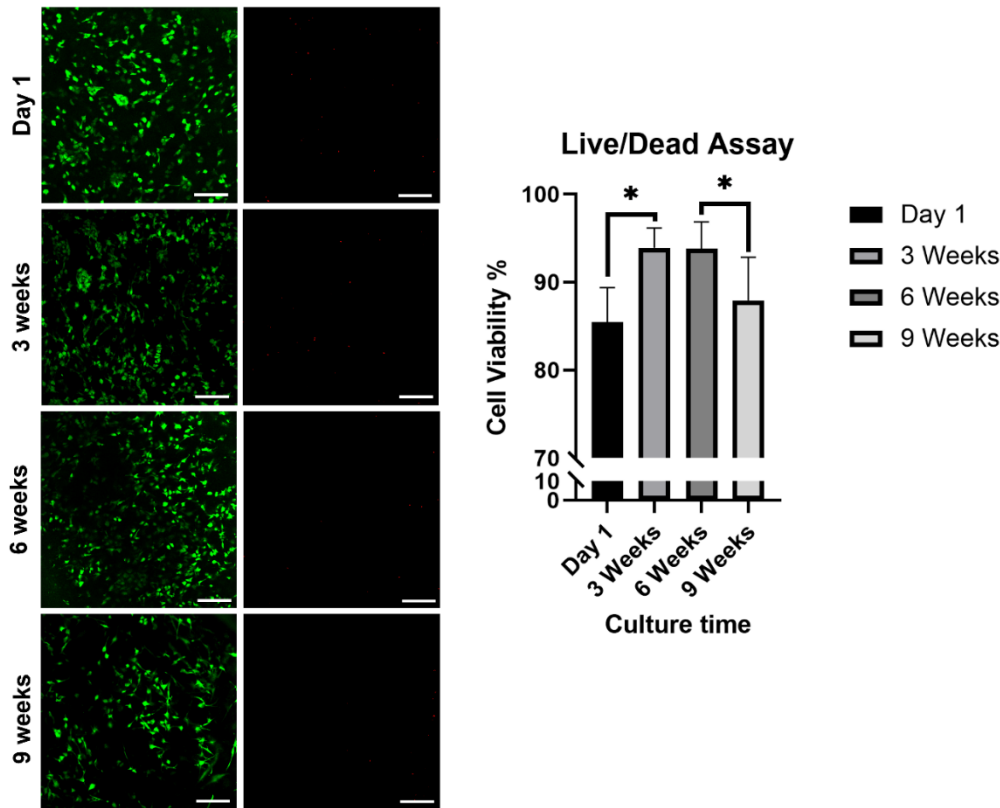 Day 1
3 weeks
6 weeks
9 weeks
Live/Dead Assay
Cell Viability %
100
90
80
70
10
0
*
*
Day 1
3 Weeks
6 Weeks
9 Weeks
Culture time
Day 1
3 Weeks
6 Weeks
9 Weeks